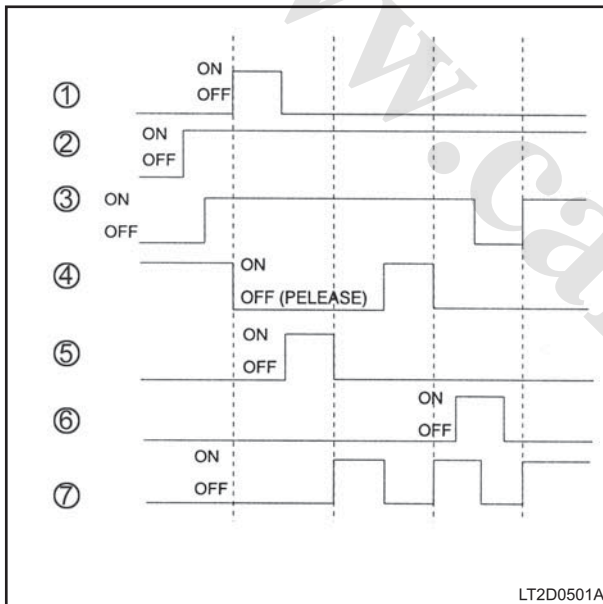 ON
① OFF
② ON
OFF
③ ON
OFF
④ ON
OFF (PELEASE)
ON
⑤ OFF
ON
⑥ OFF
ON
⑦ OFF
LT2D0501A